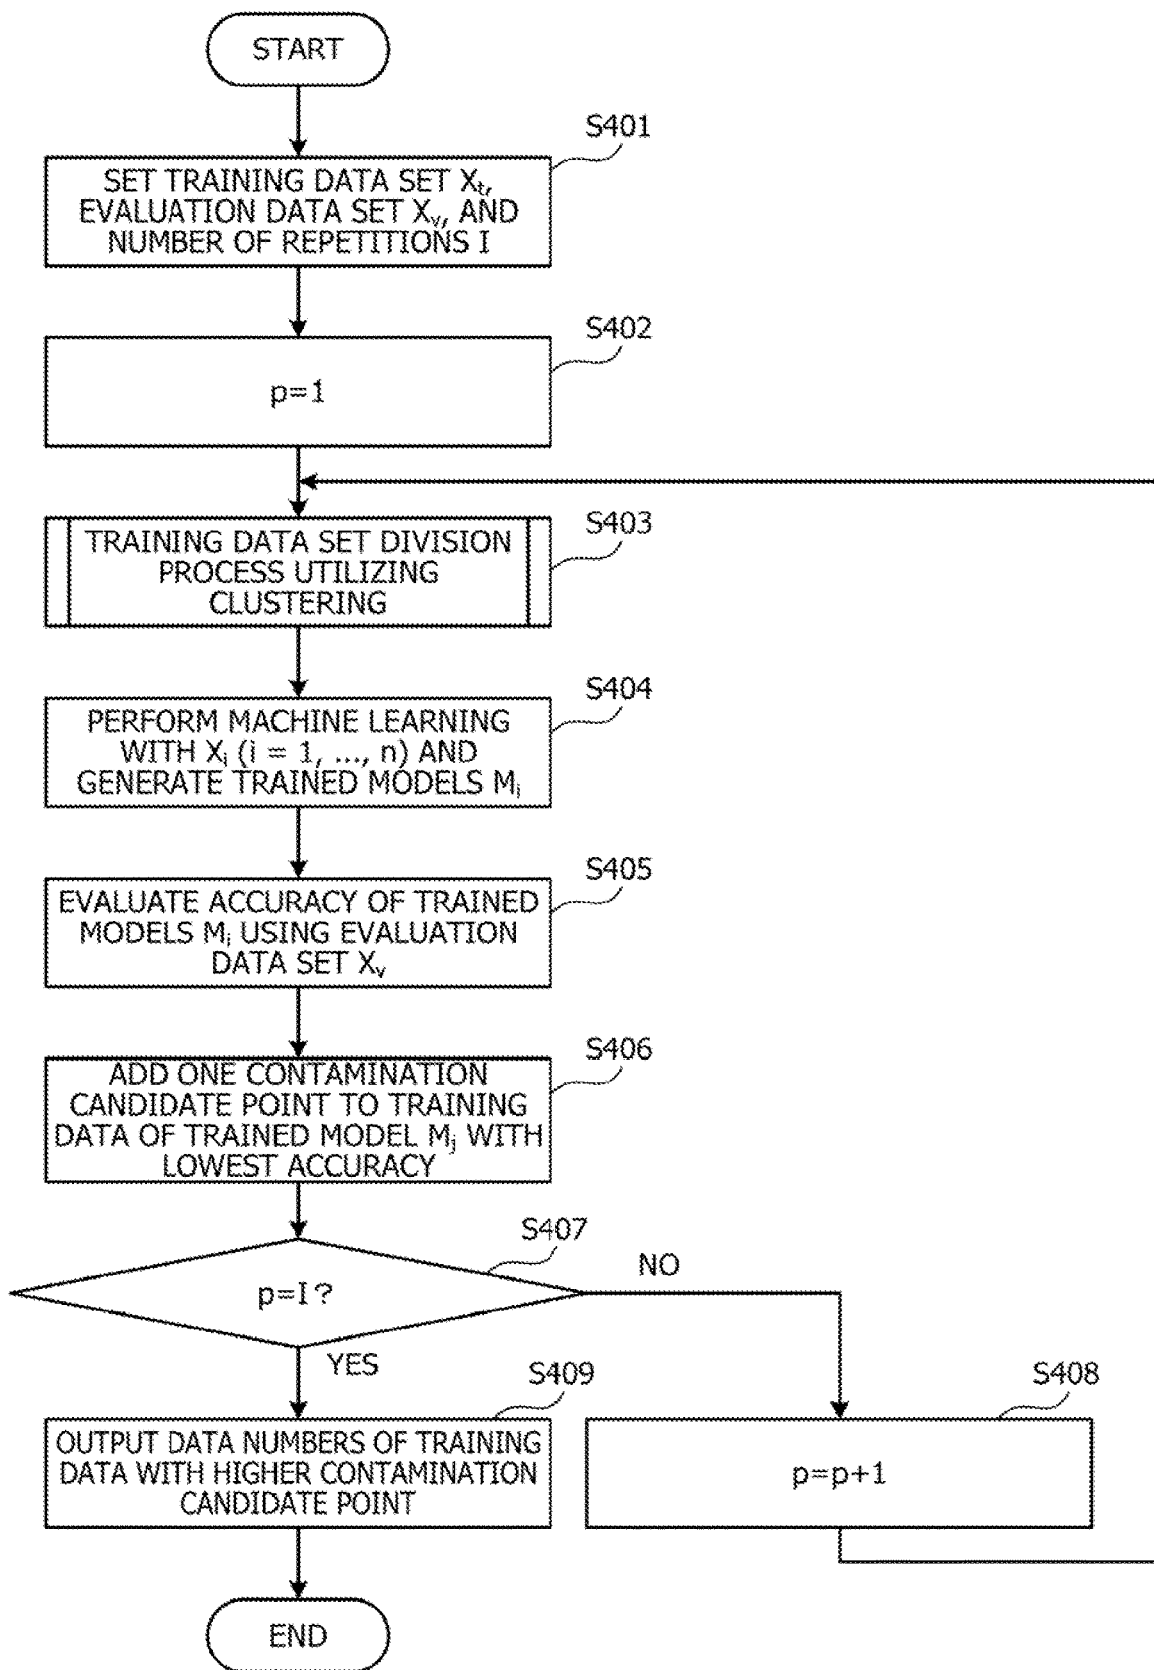 START
S401
SET TRAINING DATA SET Xt,
EVALUATION DATA SET Xv, AND
NUMBER OF REPETITIONS I
S402
p=1
S403
TRAINING DATA SET DIVISION
PROCESS UTILIZING
CLUSTERING
S404
PERFORM MACHINE LEARNING
WITH Xi (i = 1, ..., n) AND
GENERATE TRAINED MODELS Mi
S405
EVALUATE ACCURACY OF TRAINED
MODELS Mi USING EVALUATION
DATA SET Xv
S406
ADD ONE CONTAMINATION
CANDIDATE POINT TO TRAINING
DATA OF TRAINED MODEL Mj WITH
LOWEST ACCURACY
S407
p=I?
NO
YES
S409
OUTPUT DATA NUMBERS OF TRAINING
DATA WITH HIGHER CONTAMINATION
CANDIDATE POINT
S408
p=p+1
END